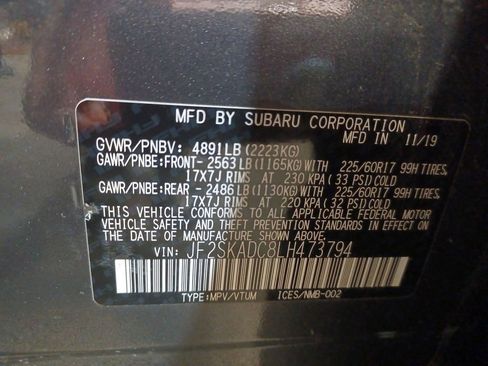 MFD BY SUBARU CORPORATION
MFD IN 11/19
GVWR/PNBV: 4891LB(2223KG)
GAWR/PNBE:FRONT-2563LB(1165KG)WITH 225/60R17 99H TIRES,
17X7J RIMS AT 230 KPA (33 PSI)COLD
GAWR/PNBE:REAR -2486LB(1130KG)WITH 225/60R17 99H TIRES,
17X7J RIMS AT 220 KPA (32 PSI)COLD
THIS VEHICLE CONFORMS TO ALL APPLICABLE FEDERAL MOTOR
VEHICLE SAFETY AND THEFT PREVENTION STANDARDS IN EFFECT
ON THE DATE OF MANUFACTURE SHOWN ABOVE.
VIN: JF2SKADC8LH473794
TYPE:MPV/VTUM ICES/NMB-002